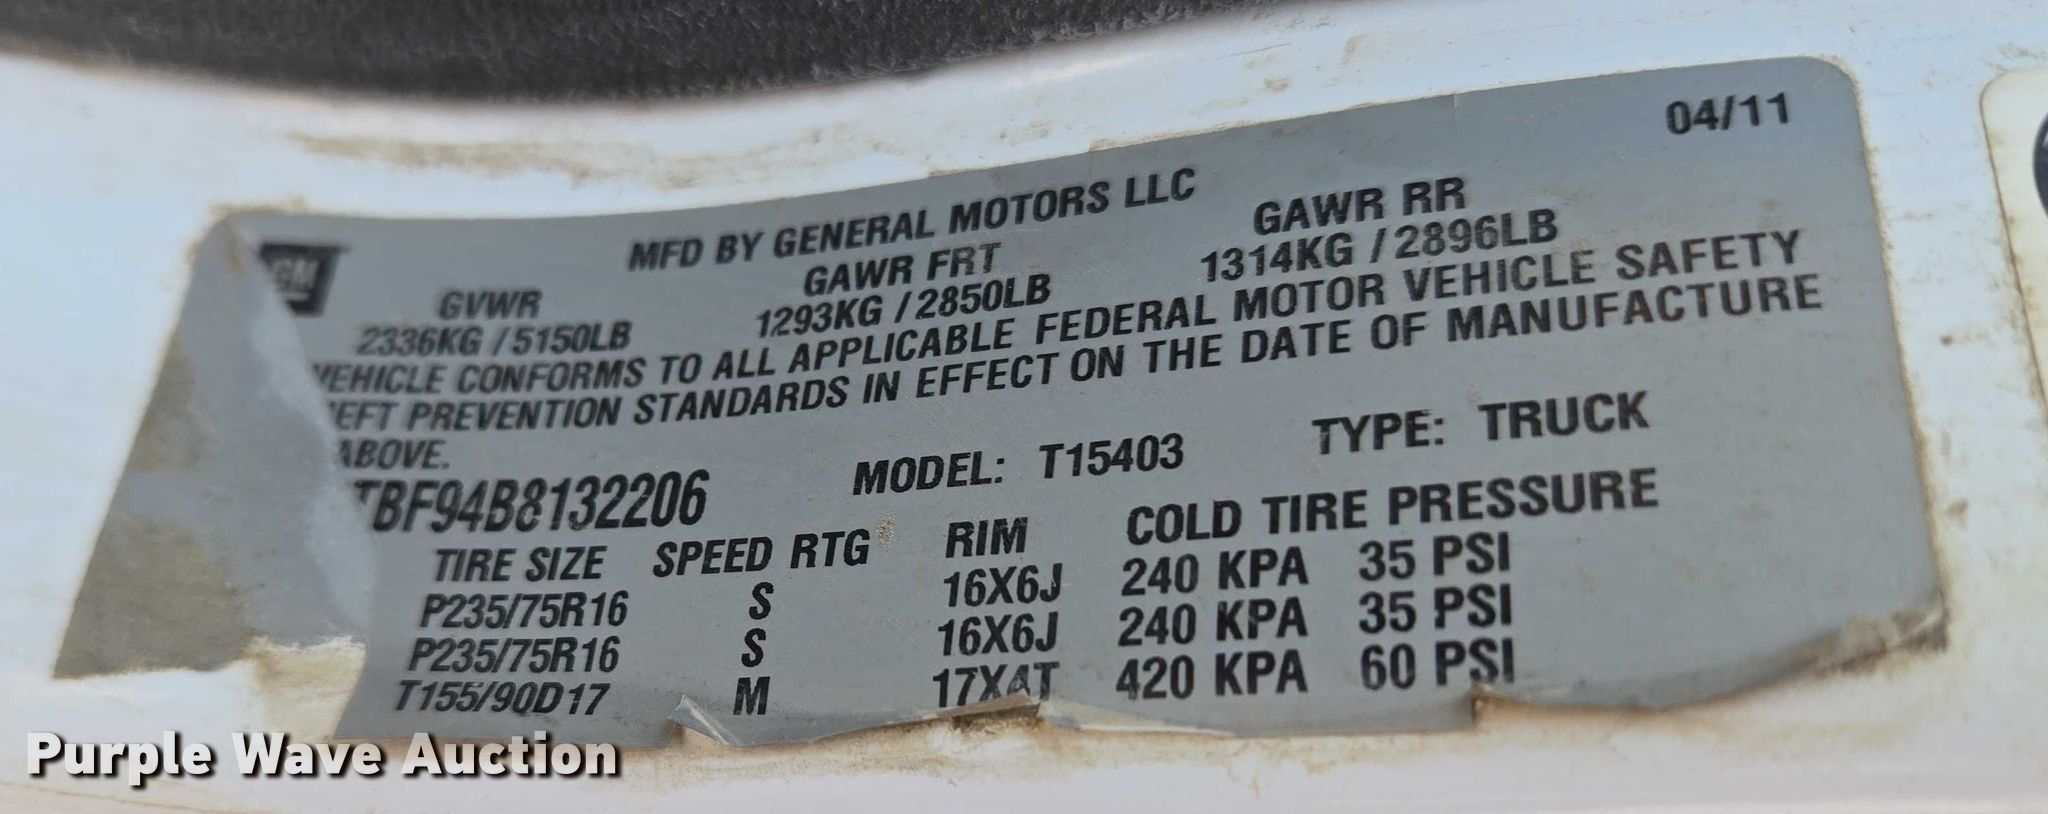 04/11
MFD BY GENERAL MOTORS LLC
GM
GVWR GAWR FRT GAWR RR
2336KG / 5150LB 1293KG / 2850LB 1314KG / 2896LB
VEHICLE CONFORMS TO ALL APPLICABLE FEDERAL MOTOR VEHICLE SAFETY
EFT PREVENTION STANDARDS IN EFFECT ON THE DATE OF MANUFACTURE
ABOVE.
TBF94B8132206 MODEL: T15403 TYPE: TRUCK
TIRE SIZE SPEED RTG RIM COLD TIRE PRESSURE
P235/75R16 S 16X6J 240 KPA 35 PSI
P235/75R16 S 16X6J 240 KPA 35 PSI
T155/90D17 M 17X4T 420 KPA 60 PSI
Purple Wave Auction